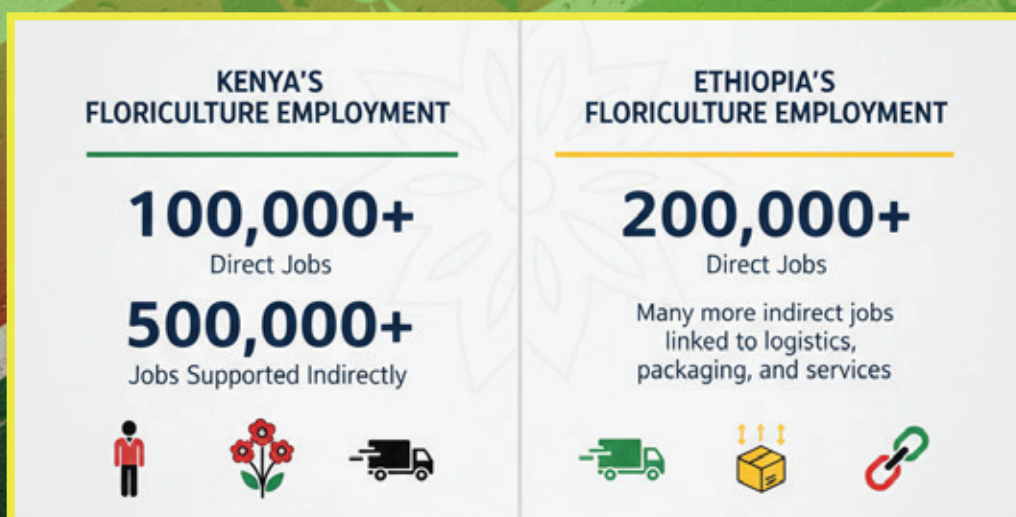 KENYA'S
FLORICULTURE EMPLOYMENT
100,000+
Direct Jobs
500,000+
Jobs Supported Indirectly
ETHIOPIA'S
FLORICULTURE EMPLOYMENT
200,000+
Direct Jobs
Many more indirect jobs
linked to logistics,
packaging, and services